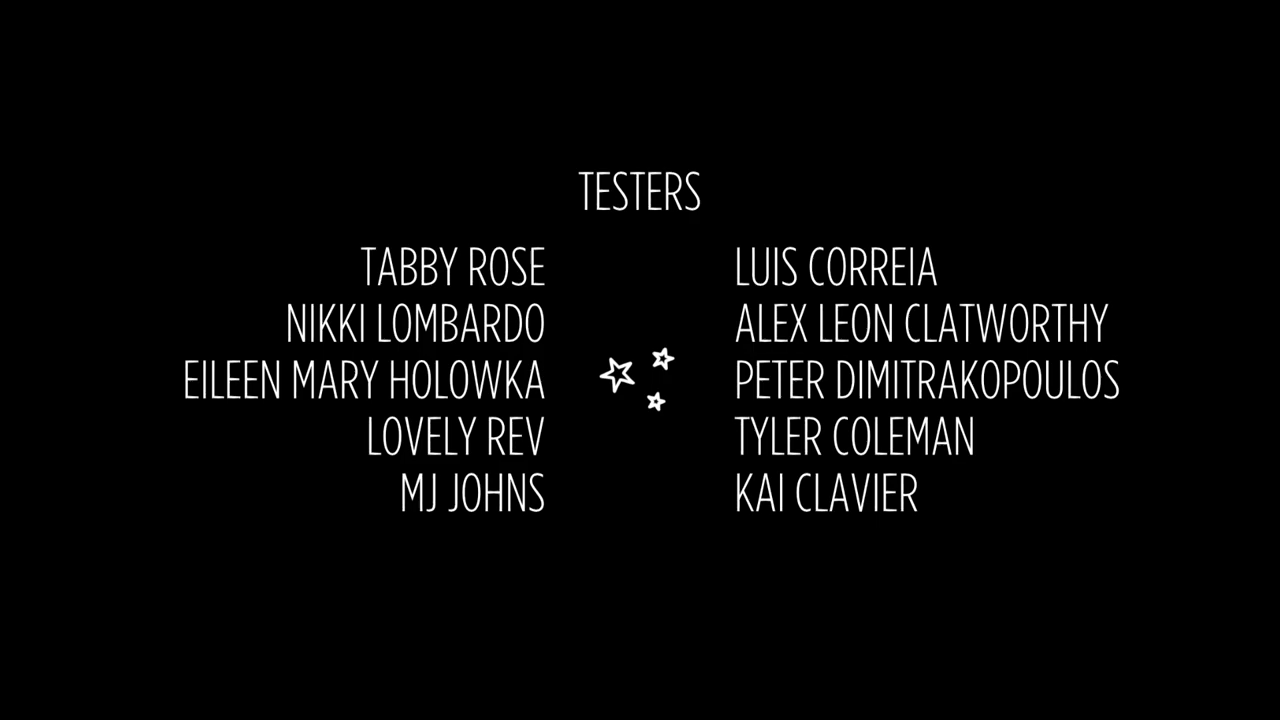 TESTERS
TABBY ROSE
NIKKI LOMBARDO
EILEEN MARY HOLOWKA
LOVELY REV
MJ JOHNS
LUIS CORREIA
ALEX LEON CLATWORTHY
PETER DIMITRAKOPOULOS
TYLER COLEMAN
KAI CLAVIER